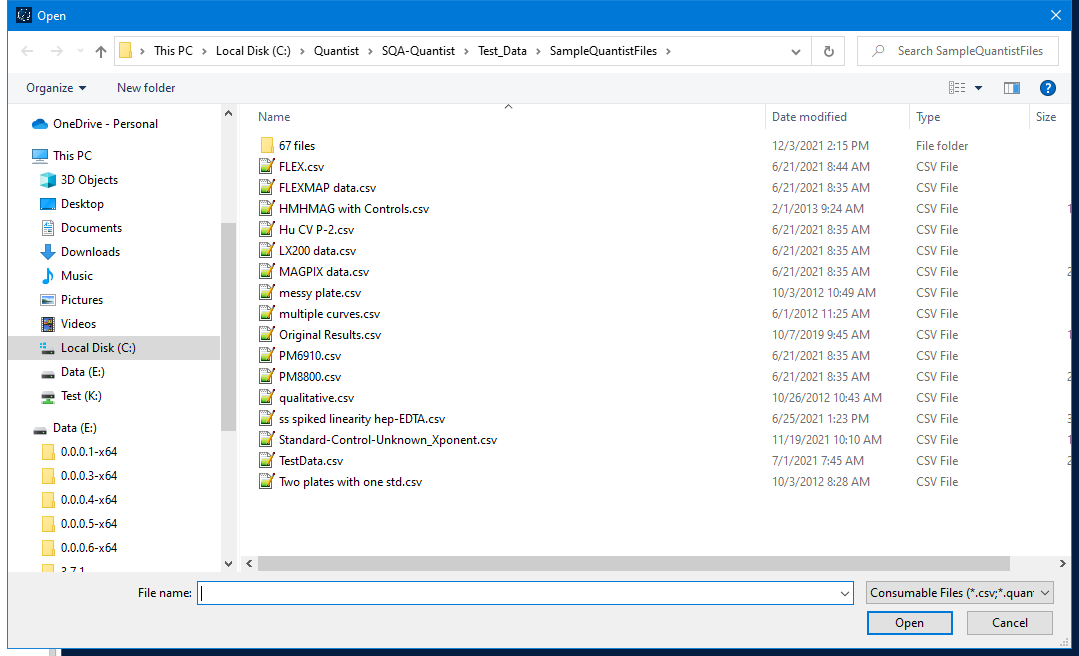 Open
This PC > Local Disk (C:) > Quantist > SQA-Quantist > Test_Data > SampleQuantistFiles >
Search SampleQuantistFiles
Organize
New folder
OneDrive - Personal
This PC
3D Objects
Desktop
Documents
Downloads
Music
Pictures
Videos
Local Disk (C:)
Data (E:)
Test (K:)
Data (E:)
0.0.0.1-x64
0.0.0.3-x64
0.0.0.4-x64
0.0.0.5-x64
0.0.0.6-x64
Name Date modified Type Size
67 files 12/3/2021 2:15 PM File folder
FLEX.csv 6/21/2021 8:44 AM CSV File
FLEXMAP data.csv 6/21/2021 8:35 AM CSV File
HMHMAG with Controls.csv 2/1/2013 9:24 AM CSV File 1
Hu CV P-2.csv 6/21/2021 8:35 AM CSV File
LX200 data.csv 6/21/2021 8:35 AM CSV File
MAGPIX data.csv 6/21/2021 8:35 AM CSV File 2
messy plate.csv 10/3/2012 10:49 AM CSV File
multiple curves.csv 6/1/2012 11:25 AM CSV File
Original Results.csv 10/7/2019 9:45 AM CSV File 1
PM6910.csv 6/21/2021 8:35 AM CSV File
PM8800.csv 6/21/2021 8:35 AM CSV File 2
qualitative.csv 10/26/2012 10:43 AM CSV File
ss spiked linearity hep-EDTA.csv 6/25/2021 1:23 PM CSV File 3
Standard-Control-Unknown_Xponent.csv 11/19/2021 10:10 AM CSV File 1
TestData.csv 7/1/2021 7:45 AM CSV File 2
Two plates with one std.csv 10/3/2012 8:28 AM CSV File
File name:
Consumable Files (*.csv;*.quan
Open
Cancel